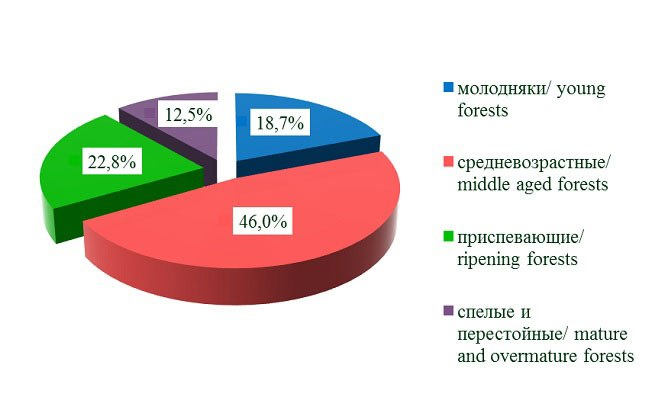 12,5%
18,7%
22,8%
46,0%
молодняки/ young
forests
средневозрастные/
middle aged forests
приспевающие/
ripening forests
спелые и
перестойные/ mature
and overmature forests